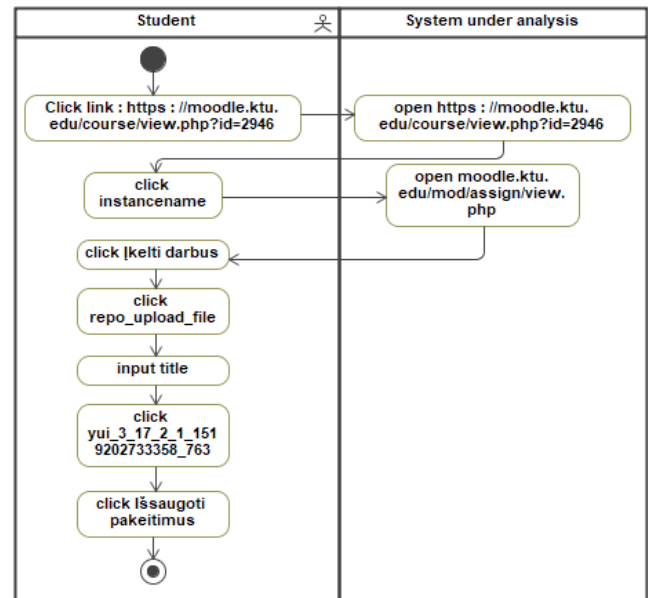 Student
System under analysis
Click link : https : //moodle.ktu.
edu/course/view.php?id=2946
open https : //moodle.ktu.
edu/course/view.php?id=2946
click
instancename
open moodle.ktu.
edu/mod/assign/view.
php
click Įkelti darbus
click
repo_upload_file
input title
click
yui_3_17_2_1_151
9202733358_763
click Išsaugoti
pakeitimus